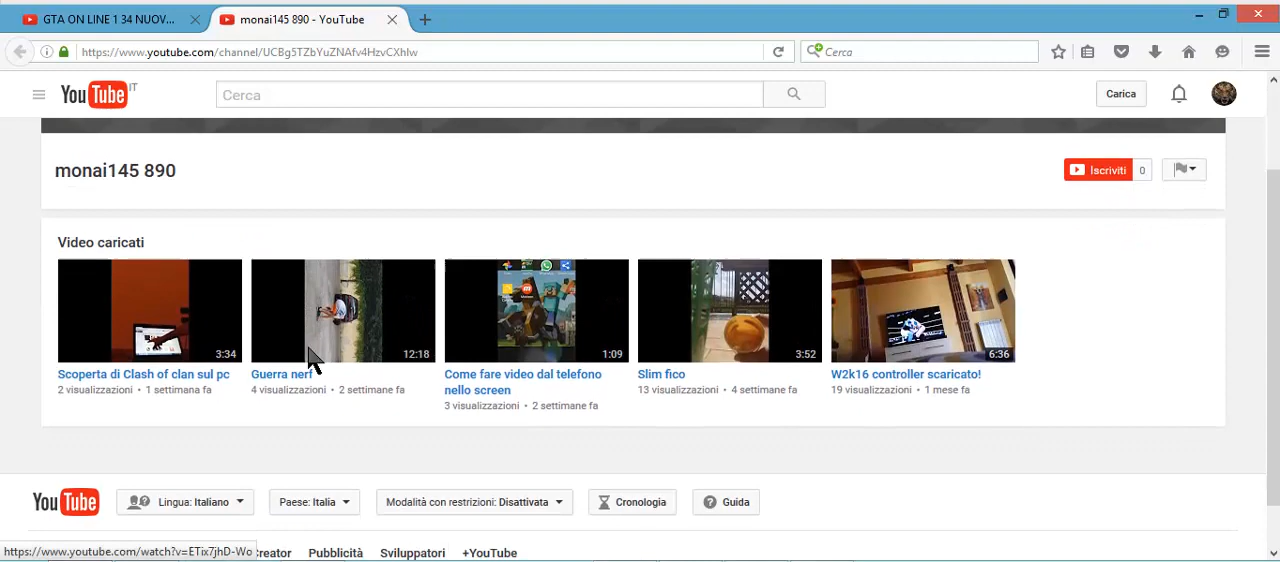 GTA ON LINE 1 34 NUOV...
monai145 890 - YouTube
https://www.youtube.com/channel/UCBg5TZbYuZNAfv4HzvCXhIw
Cerca
YouTube IT
Cerca
Carica
monai145 890
Iscriviti 0
Video caricati
3:34
12:18
1:09
3:52
6:36
Scoperta di Clash of clan sul pc
2 visualizzazioni • 1 settimana fa
Guerra nerf
4 visualizzazioni • 2 settimane fa
Come fare video dal telefono
nello screen
3 visualizzazioni • 2 settimane fa
Slim fico
13 visualizzazioni • 4 settimane fa
W2k16 controller scaricato!
19 visualizzazioni • 1 mese fa
YouTube
Lingua: Italiano
Paese: Italia
Modalità con restrizioni: Disattivata
Cronologia
Guida
https://www.youtube.com/watch?v=ETix7jhD-Wo
Creator
Pubblicità
Sviluppatori
+YouTube